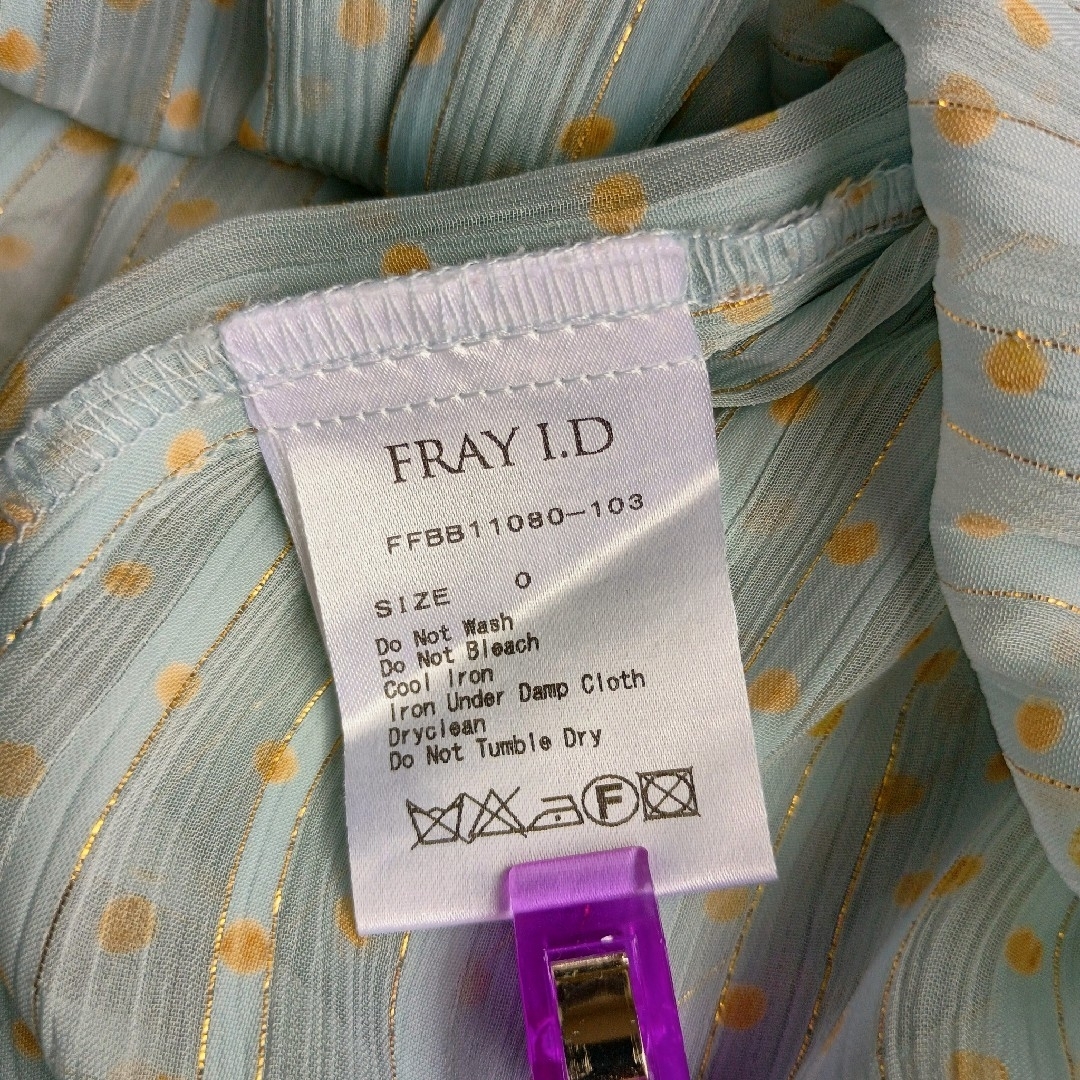 FRAY I.D
FFBB11080-103
SIZE 0
Do Not Wash
Do Not Bleach
Cool Iron
Iron Under Damp Cloth
Dryclean
Do Not Tumble Dry
F